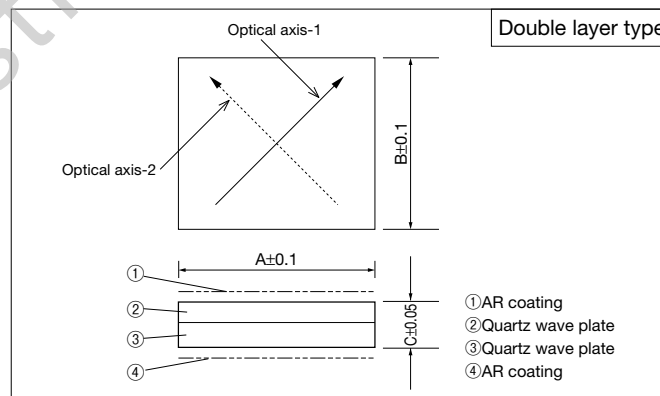 Double layer type
Optical axis-1
Optical axis-2
B±0.1
A±0.1
①
②
③
④
C±0.05
①AR coating
②Quartz wave plate
③Quartz wave plate
④AR coating